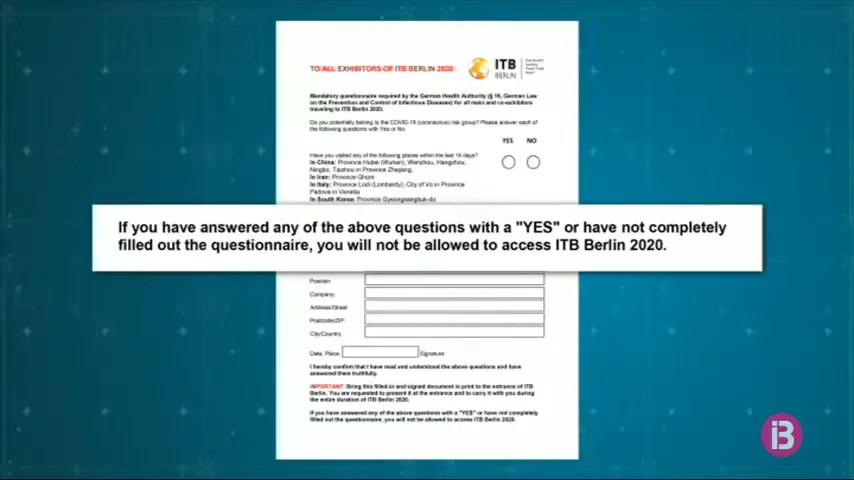 TO ALL EXHIBITORS OF ITB BERLIN 2020
ITB
BERLIN
Mandatory questionnaire required by the German Health Authority (§ 16, German Law
on the Prevention and Control of Infectious Diseases) for all main and co-exhibitors
traveling to ITB Berlin 2020.
Do you potentially belong to the COVID-19 (coronavirus) risk group? Please answer each of
the following questions with Yes or No.
YES NO
Have you visited any of the following places within the last 14 days?
In China: Province Hubei (Wuhan), Wenzhou, Hangzhou,
Ningbo, Taizhou in Province Zhejiang,
In Iran: Province Ghom
In Italy: Province Lodi (Lombardy), City of Vo in Province
Padova in Venetia
In South Korea: Province Gyeongsangbuk-do
If you have answered any of the above questions with a "YES" or have not completely
filled out the questionnaire, you will not be allowed to access ITB Berlin 2020.
Position:
Company:
Address/Street:
Postcode/ZIP:
City/Country:
Date, Place: Signature:
I hereby confirm that I have read and understood the above questions and have
answered them truthfully.
IMPORTANT: Bring this filled-in and signed document in print to the entrance of ITB
Berlin. You are requested to present it at the entrance and to carry it with you during
the entire duration of ITB Berlin 2020.
If you have answered any of the above questions with a "YES" or have not completely
filled out the questionnaire, you will not be allowed to access ITB Berlin 2020.
iB